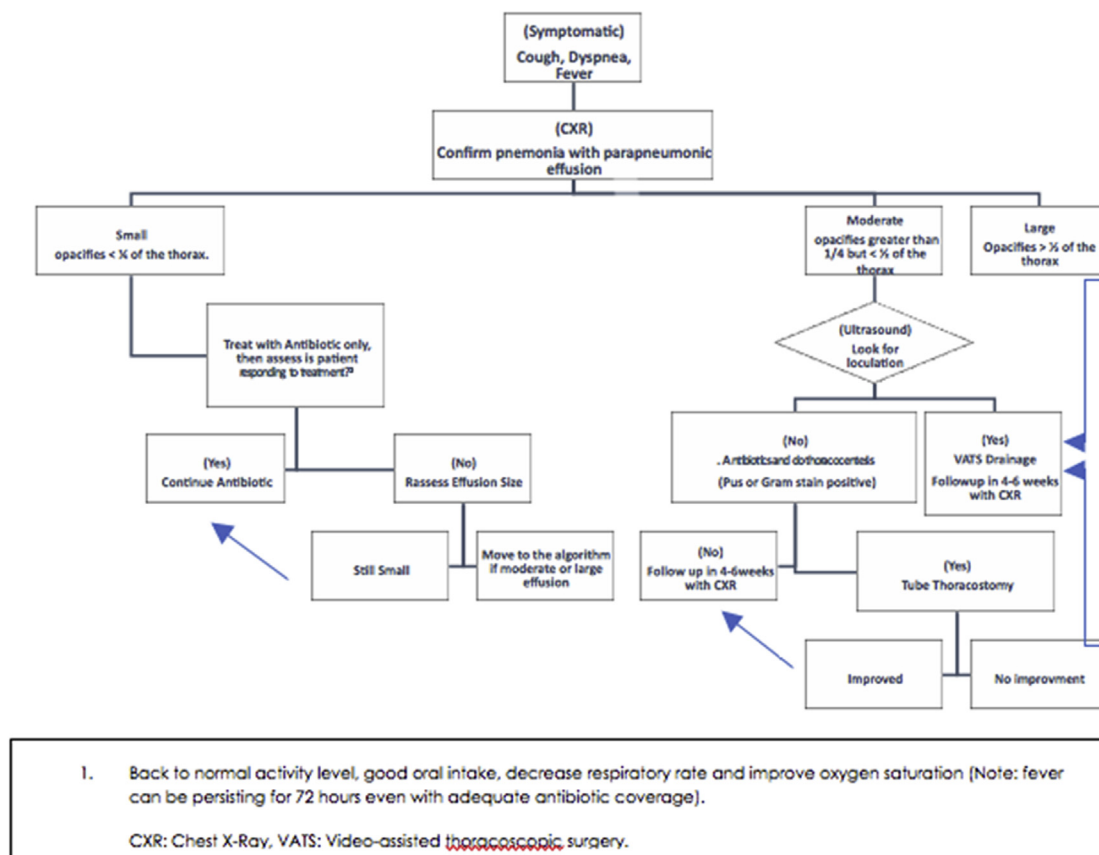 (Symptomatic)
Cough, Dyspnea,
Fever
(CXR)
Confirm pnemonia with parapneumonic
effusion
Small
opacifies < ¼ of the thorax.
Moderate
opacifies greater than
1/4 but < ½ of the
thorax
Large
Opacifies > ½ of the
thorax
Treat with Antibiotic only,
then assess is patient
responding to treatment?
(Ultrasound)
Look for
loculation
(Yes)
Continue Antibiotic
(No)
Rassess Effusion Size
(No)
. Antibiotics and do thoracocentesis
(Pus or Gram stain positive)
(Yes)
VATS Drainage
Followup in 4-6 weeks
with CXR
Still Small
Move to the algorithm
if moderate or large
effusion
(No)
Follow up in 4-6weeks
with CXR
(Yes)
Tube Thoracostomy
Improved
No improvment
1. Back to normal activity level, good oral intake, decrease respiratory rate and improve oxygen saturation (Note: fever
can be persisting for 72 hours even with adequate antibiotic coverage).
CXR: Chest X-Ray, VATS: Video-assisted thoracoscopic surgery.